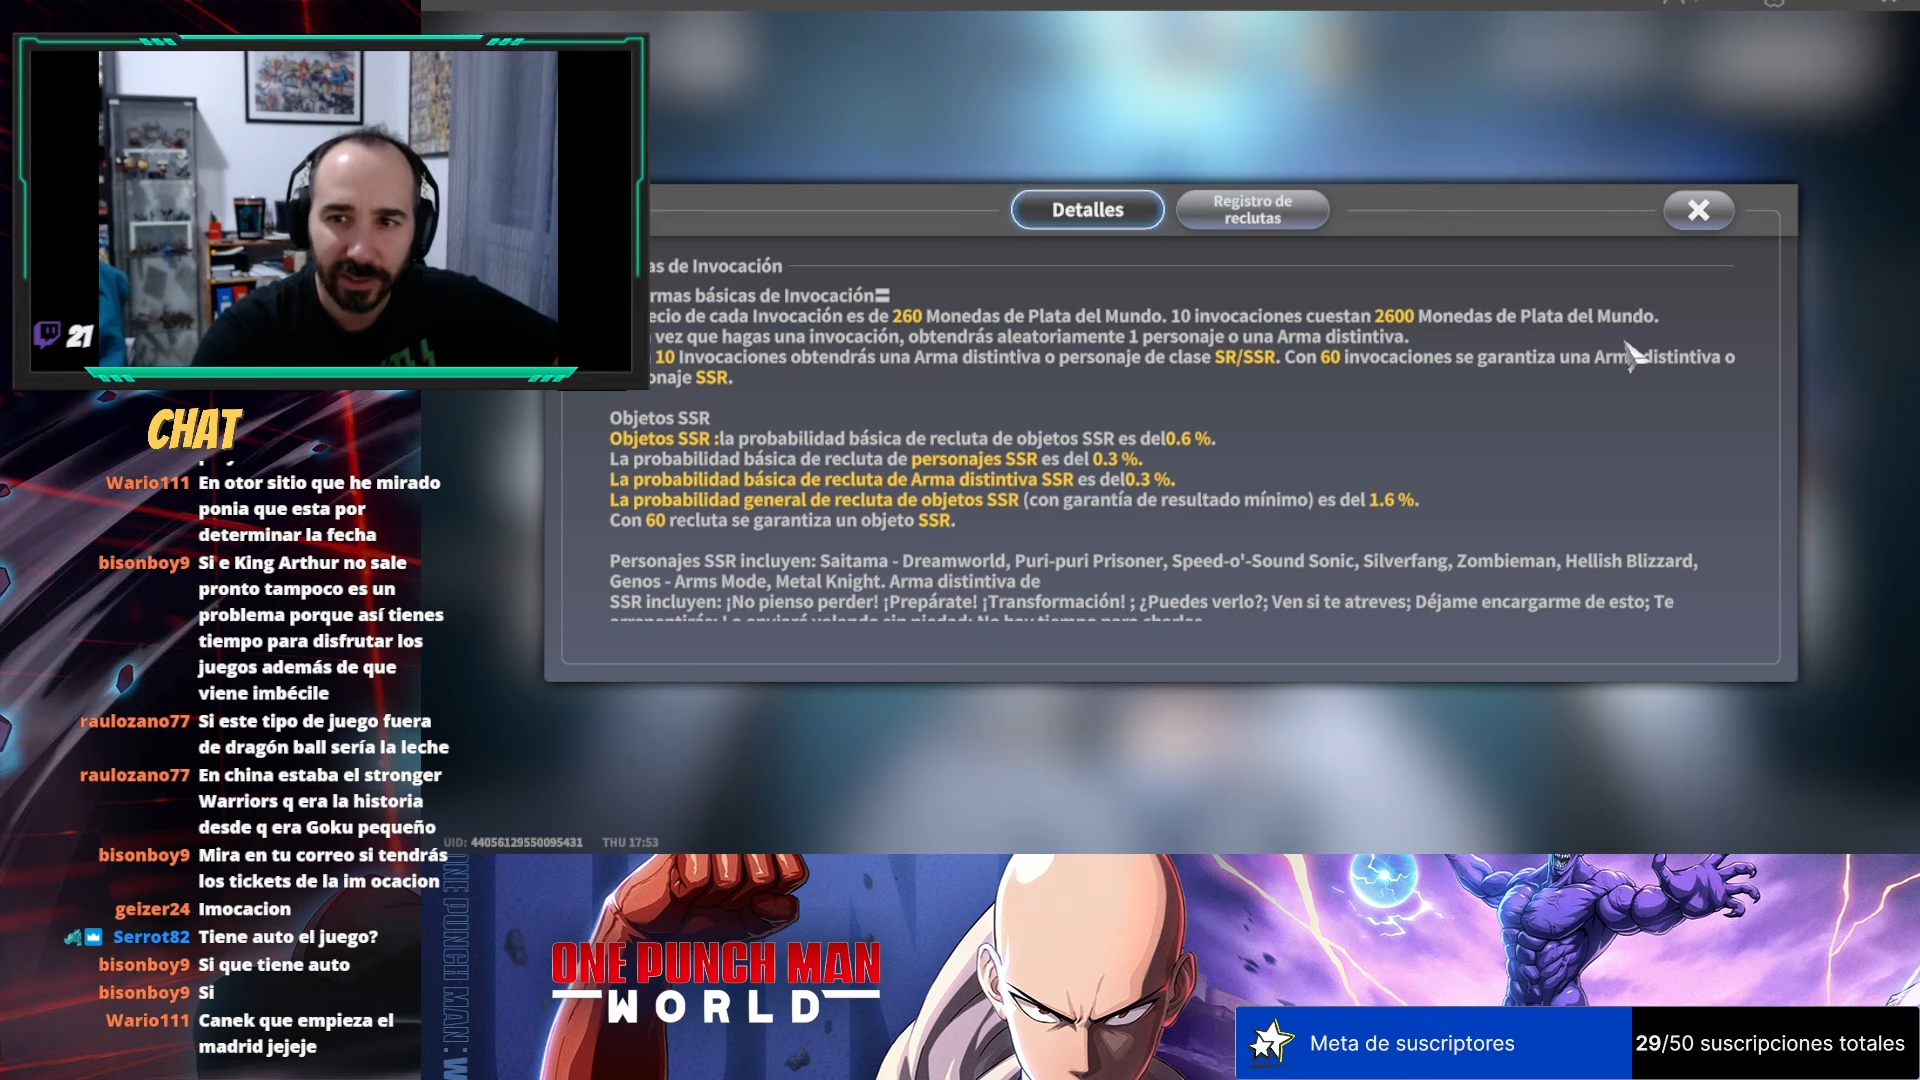 21
CHAT
Wario111 En otor sitio que he mirado
ponia que esta por
determinar la fecha
bisonboy9 Si e King Arthur no sale
pronto tampoco es un
problema porque así tienes
tiempo para disfrutar los
juegos además de que
viene imbécile
raulozano77 Si este tipo de juego fuera
de dragón ball sería la leche
raulozano77 En china estaba el stronger
Warriors q era la historia
desde q era Goku pequeño
bisonboy9 Mira en tu correo si tendrás
los tickets de la im ocacion
geizer24 Imocacion
Serrot82 Tiene auto el juego?
bisonboy9 Si que tiene auto
bisonboy9 Si
Wario111 Canek que empieza el
madrid jejeje
Detalles
Registro de
reclutas
as de Invocación
rmas básicas de Invocación
ecio de cada Invocación es de 260 Monedas de Plata del Mundo. 10 invocaciones cuestan 2600 Monedas de Plata del Mundo.
vez que hagas una invocación, obtendrás aleatoriamente 1 personaje o una Arma distintiva.
10 Invocaciones obtendrás una Arma distintiva o personaje de clase SR/SSR. Con 60 invocaciones se garantiza una Arma distintiva o
onaje SSR.
Objetos SSR
Objetos SSR :la probabilidad básica de recluta de objetos SSR es del0.6 %.
La probabilidad básica de recluta de personajes SSR es del 0.3 %.
La probabilidad básica de recluta de Arma distintiva SSR es del0.3 %.
La probabilidad general de recluta de objetos SSR (con garantía de resultado mínimo) es del 1.6 %.
Con 60 recluta se garantiza un objeto SSR.
Personajes SSR incluyen: Saitama - Dreamworld, Puri-puri Prisoner, Speed-o'-Sound Sonic, Silverfang, Zombieman, Hellish Blizzard,
Genos - Arms Mode, Metal Knight. Arma distintiva de
SSR incluyen: ¡No pienso perder! ¡Prepárate! ¡Transformación! ; ¿Puedes verlo?; Ven si te atreves; Déjame encargarme de esto; Te
UID: 44056129550095431 THU 17:53
ONE PUNCH MAN : W
ONE PUNCH MAN
WORLD
Meta de suscriptores
29/50 suscripciones totales